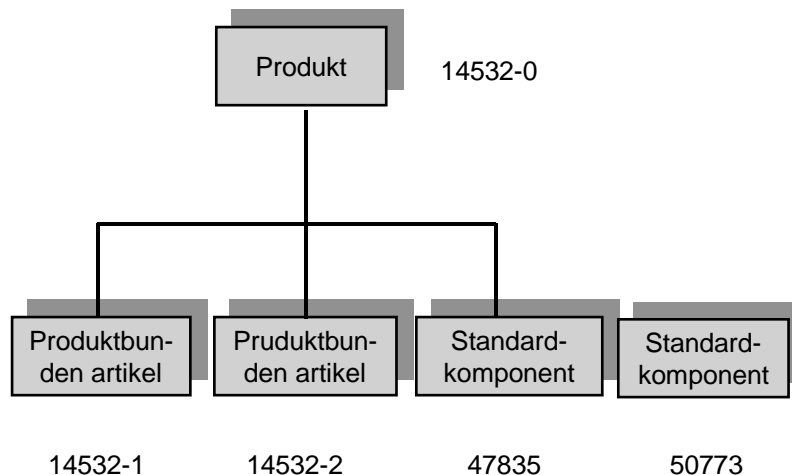 Produkt
14532-0
Produktbun-
den artikel
Pruduktbun-
den artikel
Standard-
komponent
Standard-
komponent
14532-1
14532-2
47835
50773